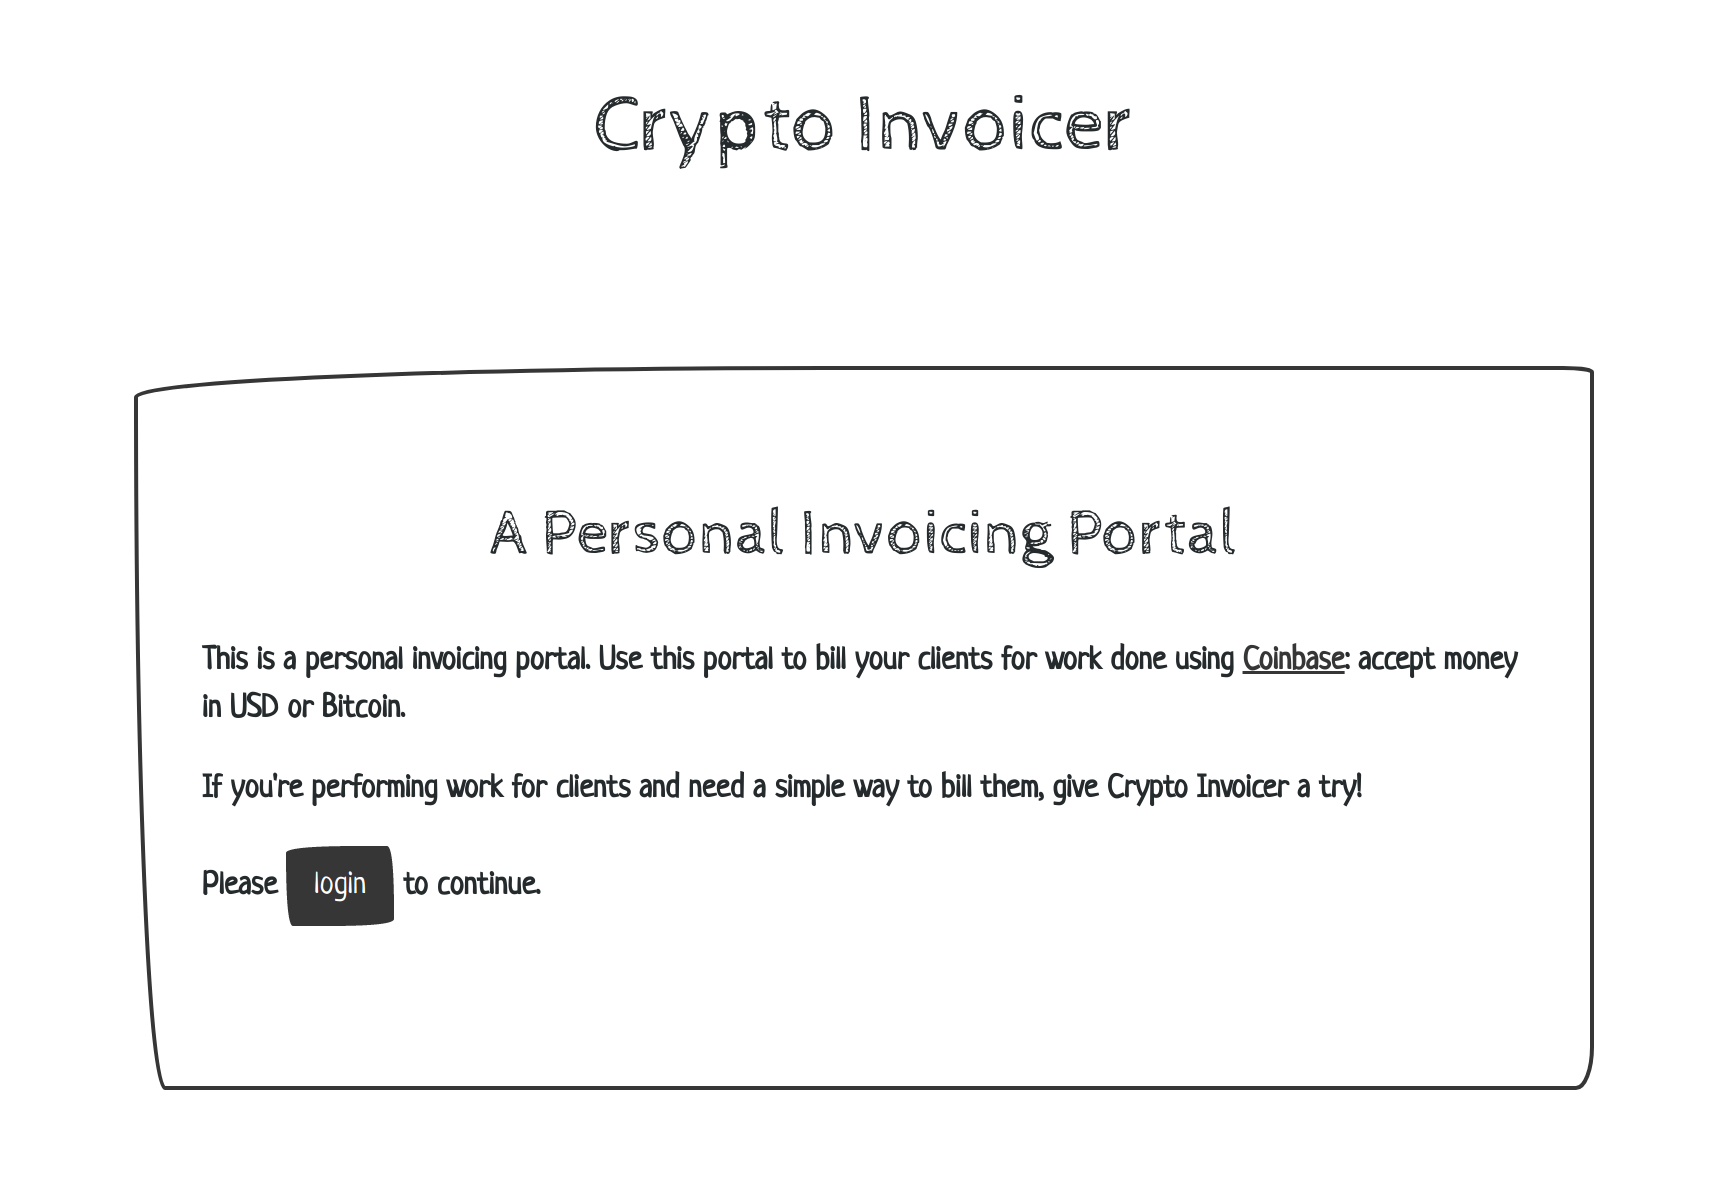 Crypto Invoicer
A Personal Invoicing Portal
This is a personal invoicing portal. Use this portal to bill your clients for work done using Coinbase: accept money
in USD or Bitcoin.
If you're performing work for clients and need a simple way to bill them, give Crypto Invoicer a try!
Please login to continue.